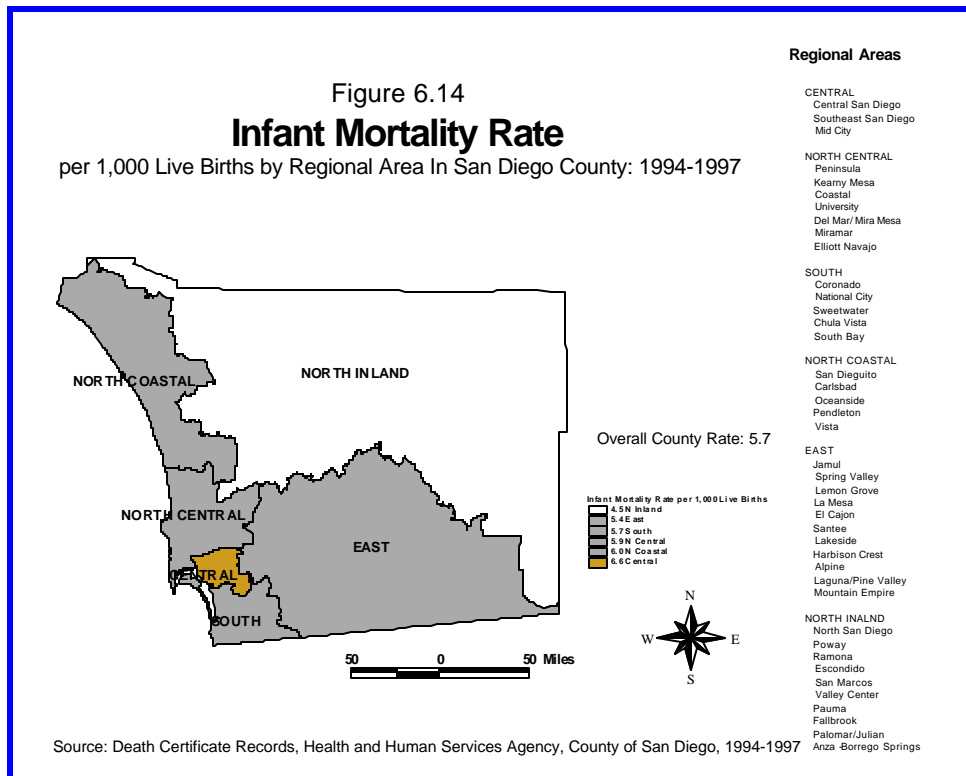 Figure 6.14
Infant Mortality Rate
per 1,000 Live Births by Regional Area In San Diego County: 1994-1997
NORTH COASTAL
NORTH INLAND
NORTH CENTRAL
CENTRAL
EAST
SOUTH
Overall County Rate: 5.7
Infant Mortality Rate per 1,000 Live Births
4.5 N Inland
5.4 East
5.7 South
5.9 N Central
6.0 N Coastal
6.6 Central
N
W E
S
50 0 50 Miles
Source: Death Certificate Records, Health and Human Services Agency, County of San Diego, 1994-1997
Regional Areas
CENTRAL
Central San Diego
Southeast San Diego
Mid City
NORTH CENTRAL
Peninsula
Kearny Mesa
Coastal
University
Del Mar/ Mira Mesa
Miramar
Elliott Navajo
SOUTH
Coronado
National City
Sweetwater
Chula Vista
South Bay
NORTH COASTAL
San Dieguito
Carlsbad
Oceanside
Pendleton
Vista
EAST
Jamul
Spring Valley
Lemon Grove
La Mesa
El Cajon
Santee
Lakeside
Harbison Crest
Alpine
Laguna/Pine Valley
Mountain Empire
NORTH INALND
North San Diego
Poway
Ramona
Escondido
San Marcos
Valley Center
Pauma
Fallbrook
Palomar/Julian
Anza -Borrego Springs